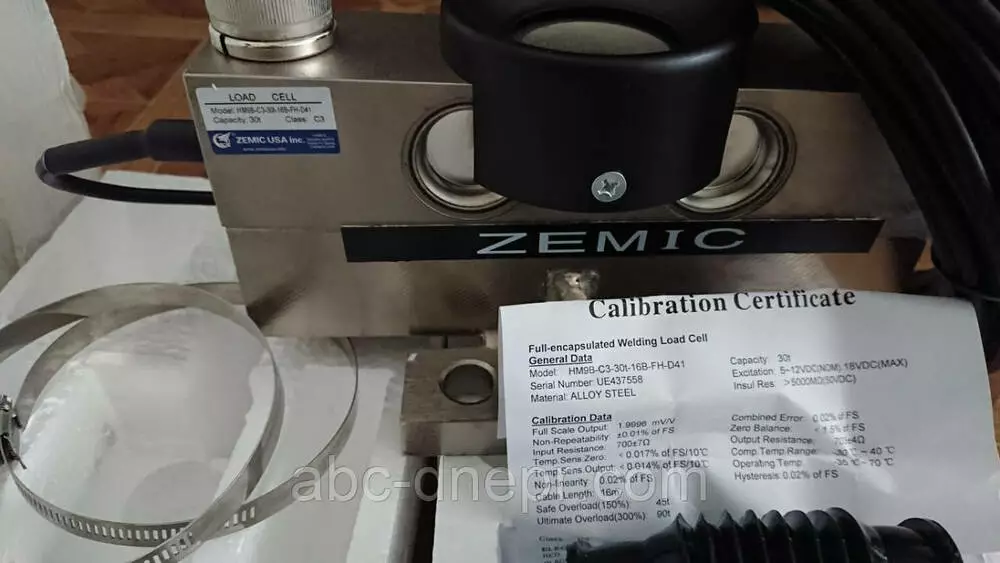 LOAD CELL
Model: HM9B-C3-30t-16B-FH-D41
Capacity: 30t Class: C3
ZEMIC USA inc.
ZEMIC
Calibration Certificate
Full-encapsulated Welding Load Cell
General Data
Model: HM9B-C3-30t-16B-FH-D41
Serial Number: UE437558
Material: ALLOY STEEL
Capacity: 30t
Excitation: 5~12VDC(NOM) 18VDC(MAX)
Insul Res: >5000MΩ(50VDC)
Calibration Data
Full Scale Output: 1.9996 mV/V
Non-Repeatability: ±0.01% of FS
Input Resistance: 700±7Ω
Temp.Sens.Zero: < 0.017% of FS/10℃
Temp.Sens.Output: < 0.014% of FS/10℃
Non-linearity: 0.02% of FS
Cable Length: 16m
Safe Overload(150%) 45t
Ultimate Overload(300%) 90t
Combined Error: 0.02% of FS
Zero Balance: < 1.5% of FS
Output Resistance: 702±4Ω
Comp.Temp.Range: -30℃ ~ 40℃
Operating Temp: -35℃ ~ 70℃
Hysteresis: 0.02% of FS
abc-dnepr.com